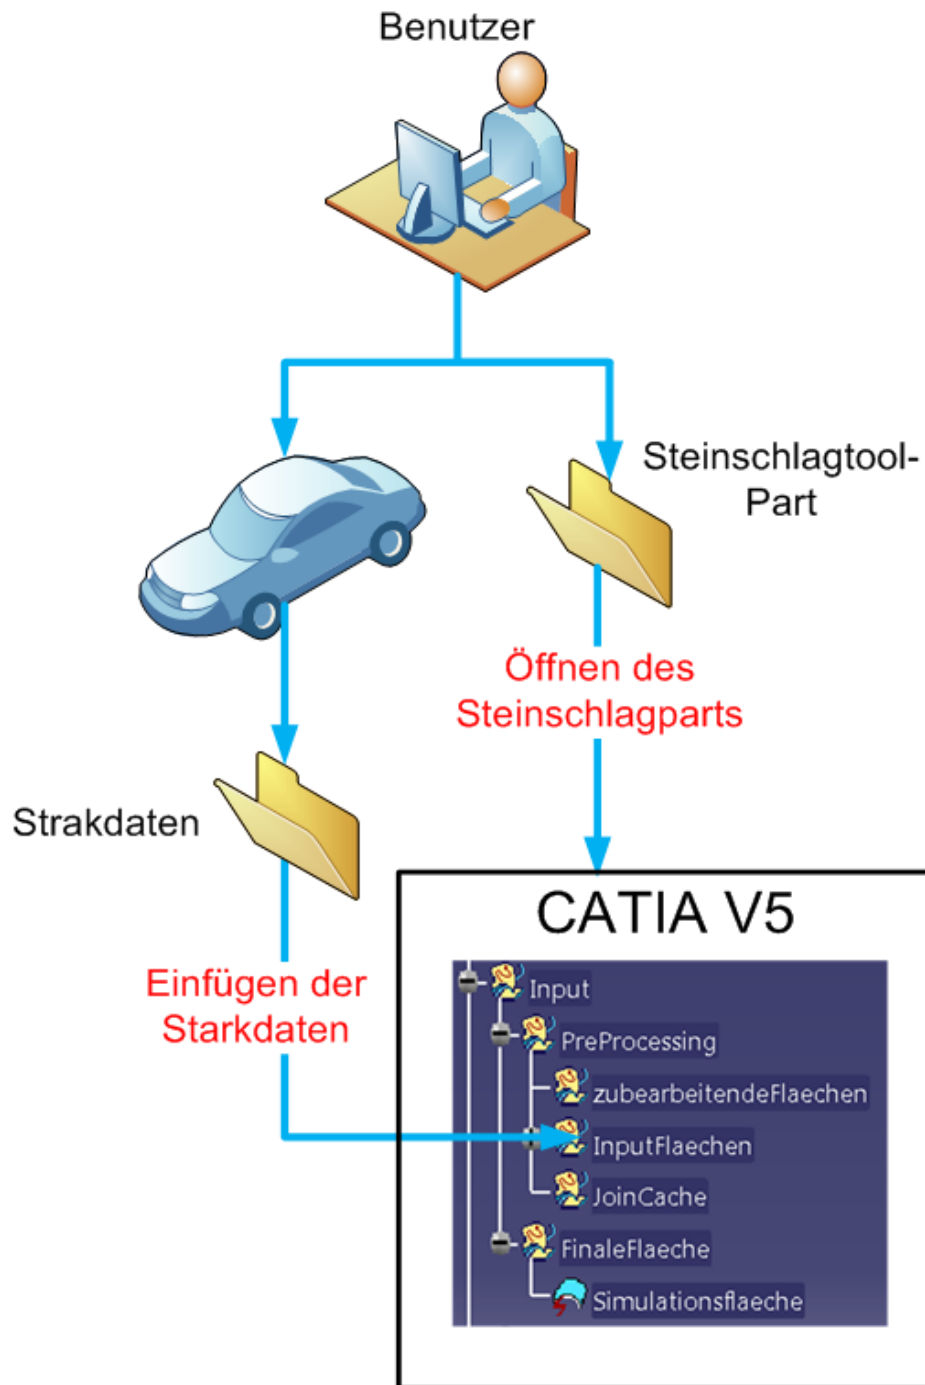 Benutzer
Steinschlagtool-
Part
Öffnen des
Steinschlagparts
Strakdaten
Einfügen der
Starkdaten
CATIA V5
Input
PreProcessing
zubearbeitendeFlaechen
InputFlaechen
JoinCache
FinaleFlaeche
Simulationsflaeche